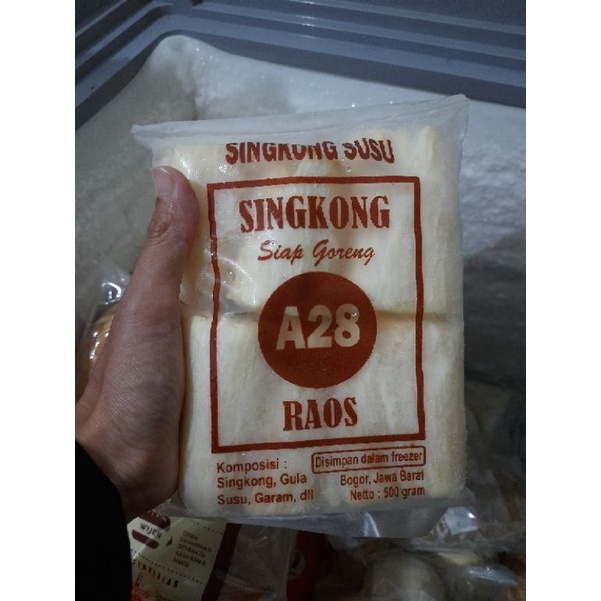 SINGKONG SUSU
SINGKONG
Siap Goreng
A28
RAOS
Komposisi :
Singkong, Gula
Susu, Garam, dll
Disimpan dalam freezer
Bogor, Jawa Barat
Netto : 500 gram